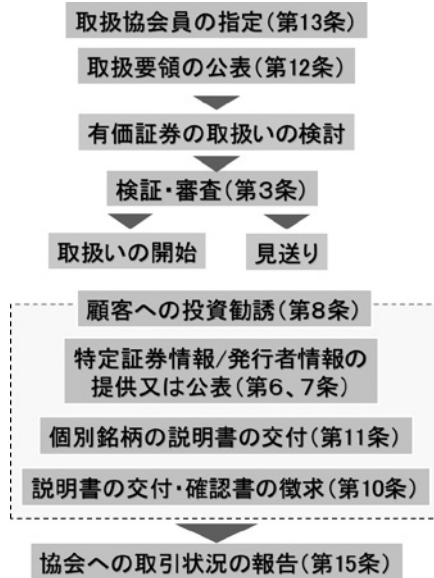 取扱協会員の指定(第13条)
取扱要領の公表(第12条)
有価証券の取扱いの検討
検証・審査(第3条)
取扱いの開始
見送り
顧客への投資勧誘(第8条)
特定証券情報/発行者情報の
提供又は公表(第6、7条)
個別銘柄の説明書の交付(第11条)
説明書の交付・確認書の徴求(第10条)
協会への取引状況の報告(第15条)